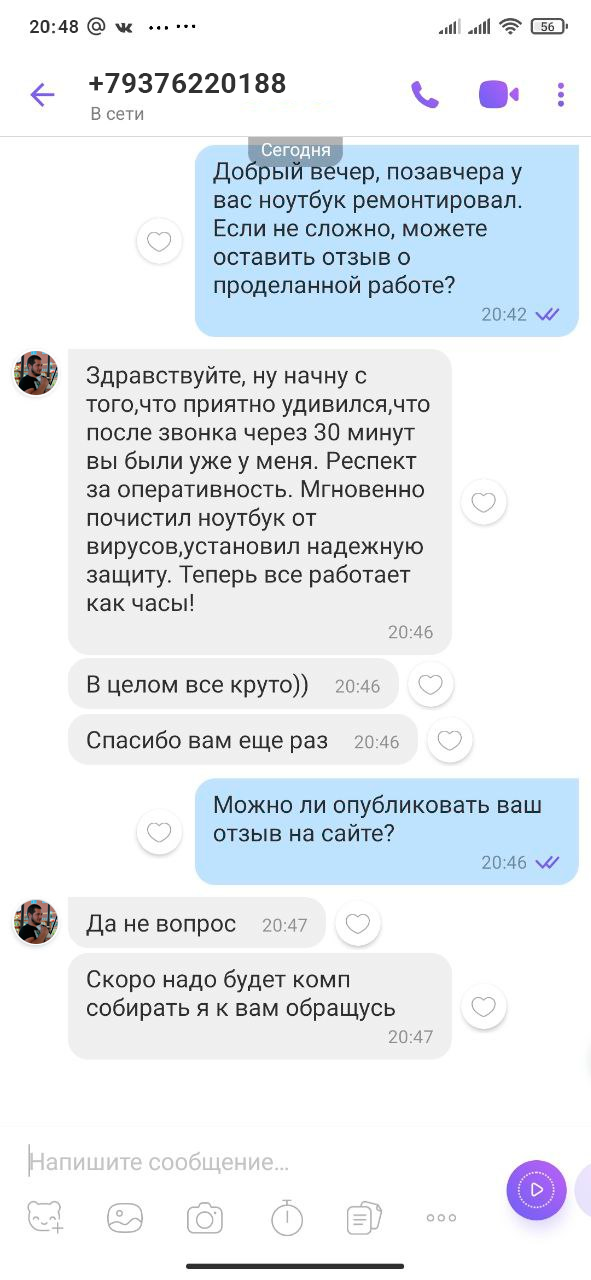 20:48
56
+79376220188
В сети
Сегодня
Добрый вечер, позавчера у
вас ноутбук ремонтировал.
Если не сложно, можете
оставить отзыв о
проделанной работе?
20:42
Здравствуйте, ну начну с
того,что приятно удивился,что
после звонка через 30 минут
вы были уже у меня. Респект
за оперативность. Мгновенно
почистил ноутбук от
вирусов,установил надежную
защиту. Теперь все работает
как часы!
20:46
В целом все круто)) 20:46
Спасибо вам еще раз 20:46
Можно ли опубликовать ваш
отзыв на сайте?
20:46
Да не вопрос 20:47
Скоро надо будет комп
собирать я к вам обращусь
20:47
Напишите сообщение...